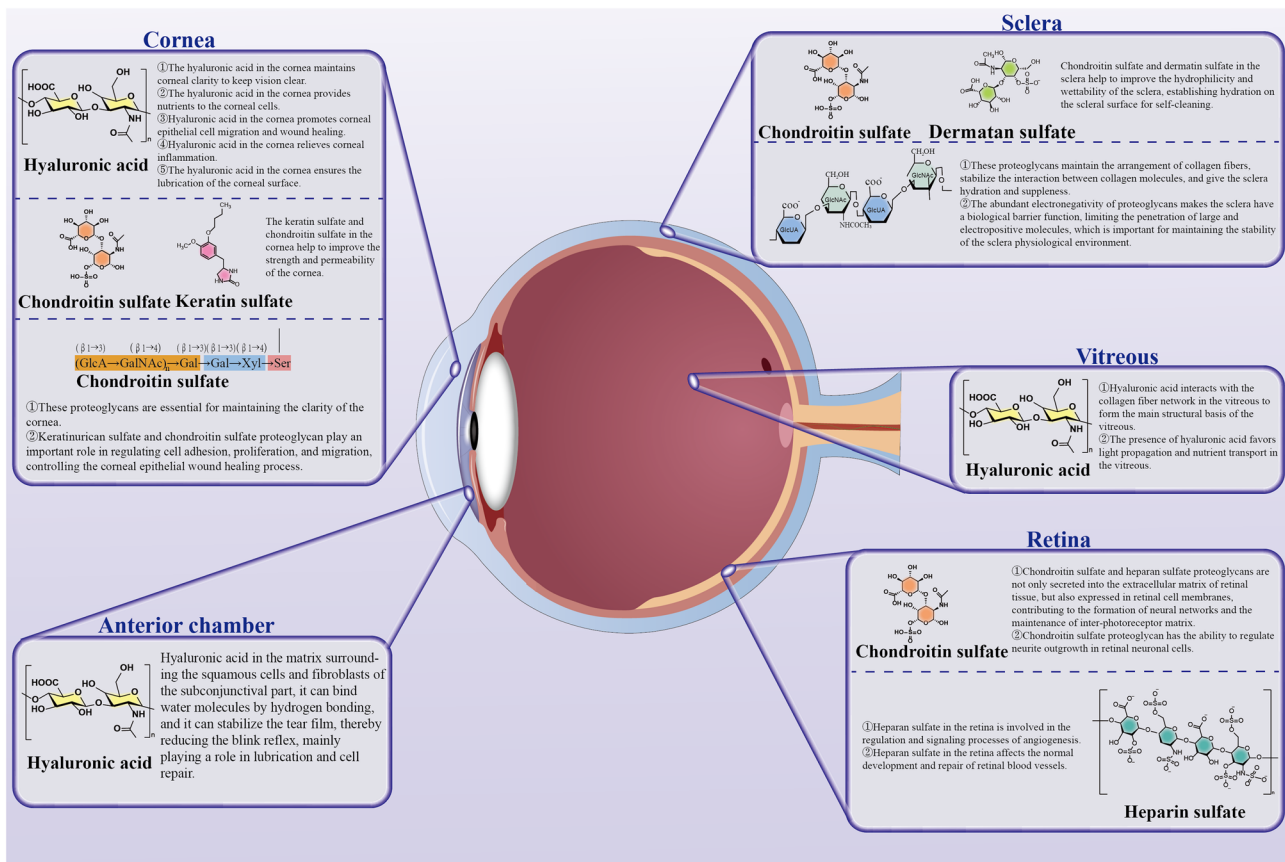 Cornea
HOOC
OH
HO
O
O
O
HO
OH
O
NH
O
n
Hyaluronic acid
①The hyaluronic acid in the cornea maintains
corneal clarity to keep vision clear.
②The hyaluronic acid in the cornea provides
nutrients to the corneal cells.
③Hyaluronic acid in the cornea promotes corneal
epithelial cell migration and wound healing.
④Hyaluronic acid in the cornea relieves corneal
inflammation.
⑤The hyaluronic acid in the cornea ensures the
lubrication of the corneal surface.
Chondroitin sulfate
Keratin sulfate
The keratin sulfate and
chondroitin sulfate in the
cornea help to improve the
strength and permeability
of the cornea.
(β1→3) (β1→4) (β1→3)(β1→3)(β1→4)
(GlcA→GalNAc)n→Gal→Gal→Xyl→Ser
Chondroitin sulfate
①These proteoglycans are essential for maintaining the clarity of the
cornea.
②Keratinurican sulfate and chondroitin sulfate proteoglycan play an
important role in regulating cell adhesion, proliferation, and migration,
controlling the corneal epithelial wound healing process.
Sclera
Chondroitin sulfate
Dermatan sulfate
Chondroitin sulfate and dermatin sulfate in the
sclera help to improve the hydrophilicity and
wettability of the sclera, establishing hydration on
the scleral surface for self-cleaning.
CH₂OH
COO⁻
GlcUA
CH₂OH
GlcNAc
NHCOCH₃
COO⁻
GlcUA
GlcNAc
①These proteoglycans maintain the arrangement of collagen fibers,
stabilize the interaction between collagen molecules, and give the sclera
hydration and suppleness.
②The abundant electronegativity of proteoglycans makes the sclera have
a biological barrier function, limiting the penetration of large and
electropositive molecules, which is important for maintaining the stability
of the sclera physiological environment.
Vitreous
HOOC
OH
HO
O
HO
OH
NH
O
n
Hyaluronic acid
①Hyaluronic acid interacts with the
collagen fiber network in the vitreous to
form the main structural basis of the
vitreous.
②The presence of hyaluronic acid favors
light propagation and nutrient transport in
the vitreous.
Anterior chamber
HOOC
OH
HO
O
HO
OH
NH
O
n
Hyaluronic acid
Hyaluronic acid in the matrix surround-
ing the squamous cells and fibroblasts of
the subconjunctival part, it can bind
water molecules by hydrogen bonding,
and it can stabilize the tear film, thereby
reducing the blink reflex, mainly
playing a role in lubrication and cell
repair.
Retina
Chondroitin sulfate
①Chondroitin sulfate and heparan sulfate proteoglycans are
not only secreted into the extracellular matrix of retinal
tissue, but also expressed in retinal cell membranes,
contributing to the formation of neural networks and the
maintenance of inter-photoreceptor matrix.
②Chondroitin sulfate proteoglycan has the ability to regulate
neurite outgrowth in retinal neuronal cells.
①Heparan sulfate in the retina is involved in the
regulation and signaling processes of angiogenesis.
②Heparan sulfate in the retina affects the normal
development and repair of retinal blood vessels.
Heparin sulfate